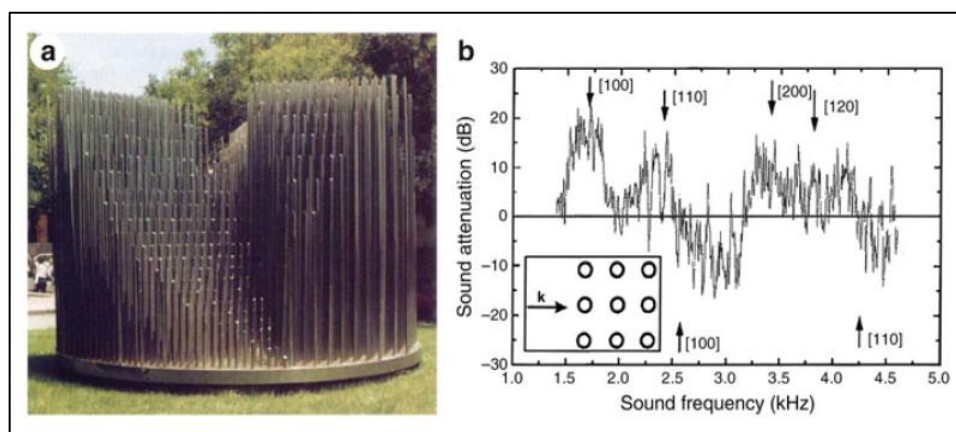 a
b
30
20
10
0
-10
-20
-30
Sound attenuation (dB)
[100]
[110]
[200]
[120]
k
[100]
[110]
1.0 1.5 2.0 2.5 3.0 3.5 4.0 4.5 5.0
Sound frequency (kHz)